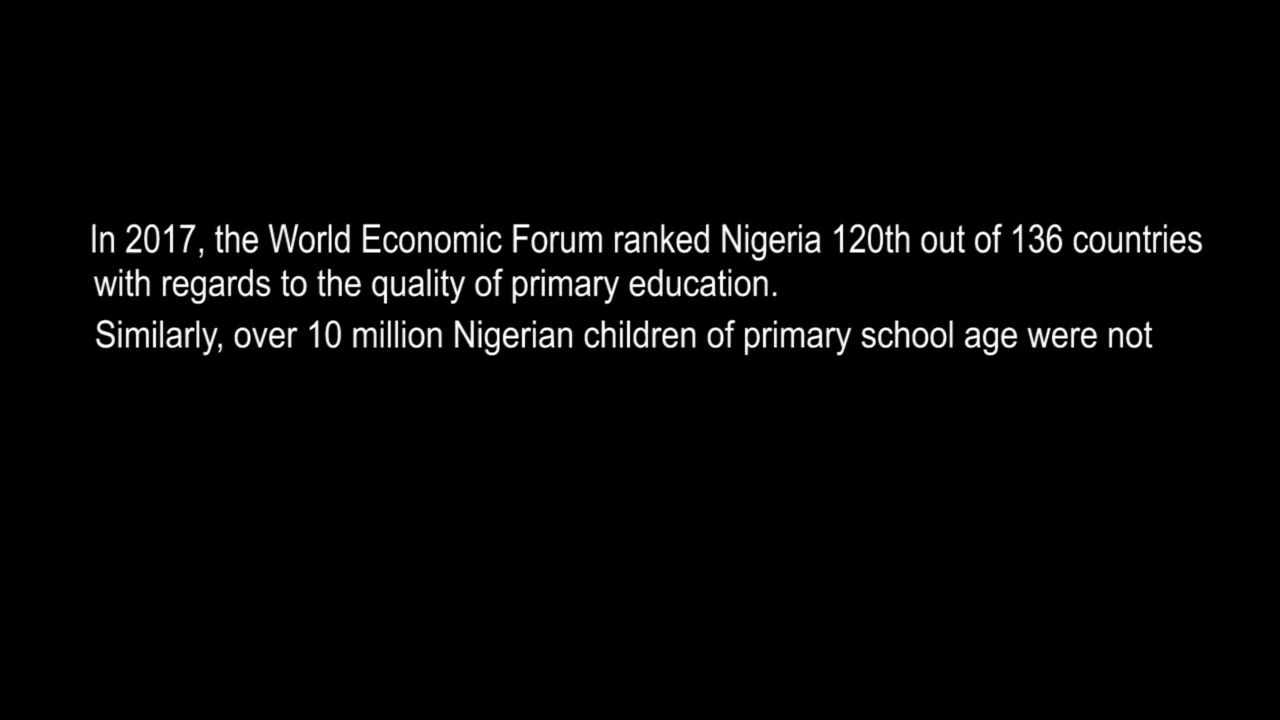 In 2017, the World Economic Forum ranked Nigeria 120th out of 136 countries
with regards to the quality of primary education.
Similarly, over 10 million Nigerian children of primary school age were not